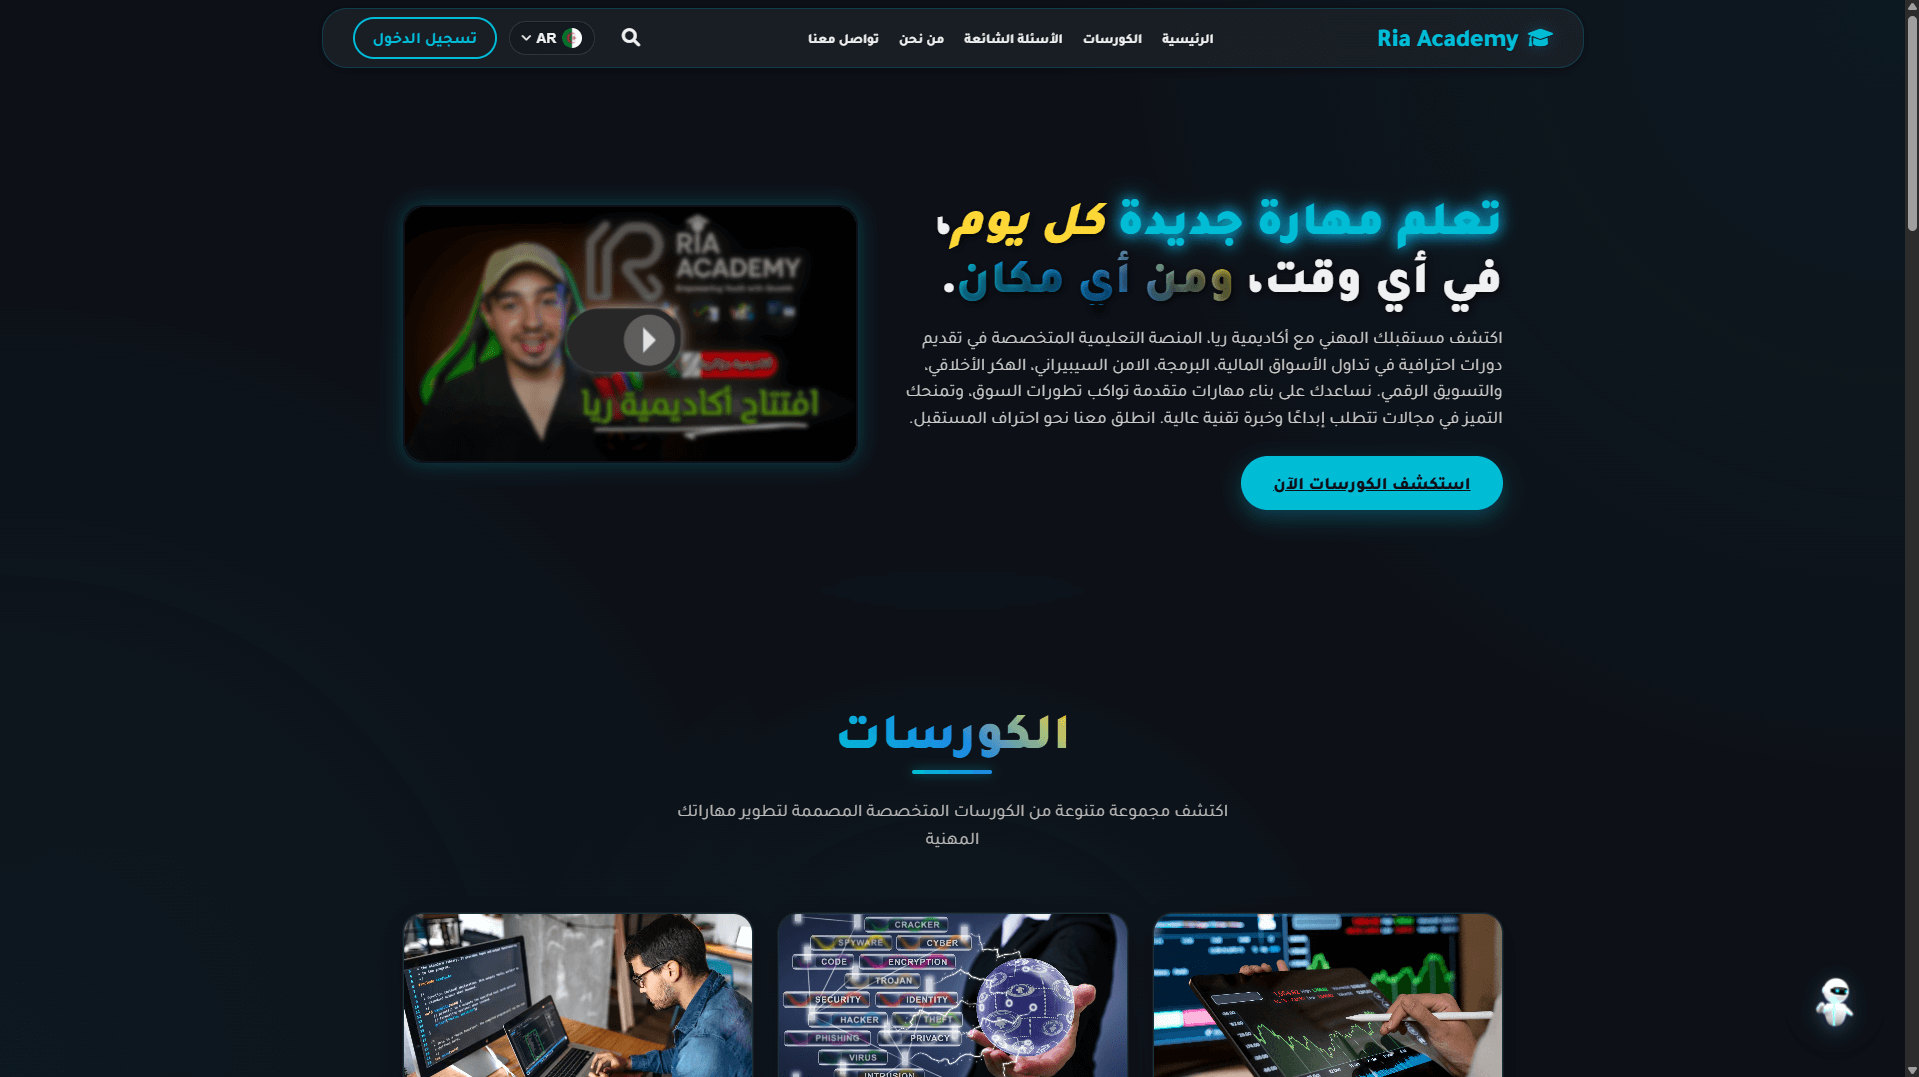 Ria Academy
الرئيسية
الكورسات
الأسئلة الشائعة
من نحن
تواصل معنا
AR
تسجيل الدخول
تعلم مهارة جديدة كل يوم،
في أي وقت، ومن أي مكان.
اكتشف مستقبلك المهني مع أكاديمية ريا، المنصة التعليمية المتخصصة في تقديم
دورات احترافية في تداول الأسواق المالية، البرمجة، الامن السيبيراني، الهكر الأخلاقي،
والتسويق الرقمي. نساعدك على بناء مهارات متقدمة تواكب تطورات السوق، وتمنحك
التميز في مجالات تتطلب إبداعًا وخبرة تقنية عالية. انطلق معنا نحو احتراف المستقبل.
استكشف الكورسات الآن
RIA
ACADEMY
افتتاح أكاديمية ريا
الكورسات
اكتشف مجموعة متنوعة من الكورسات المتخصصة المصممة لتطوير مهاراتك
المهنية
CRACKER
SPYWARE
CYBER
CODE
ENCRYPTION
TROJAN
SECURITY
IDENTITY
HACKER
THEFT
PHISHING
PRIVACY
VIRUS
INTRUSION